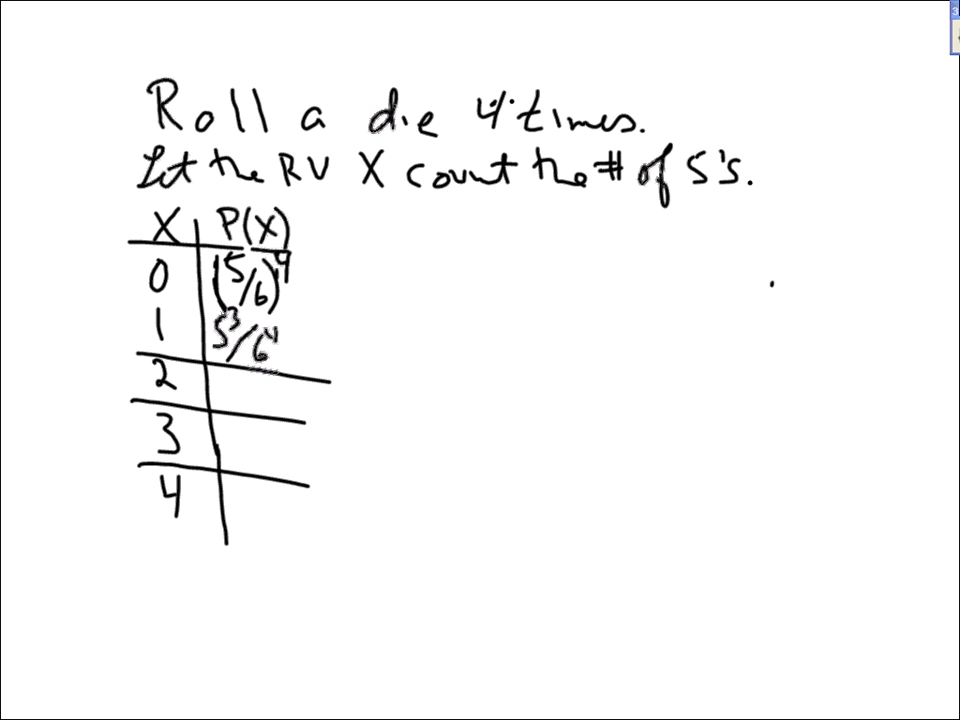 Roll a die 4 times.
Let the RV X count the # of 5's.
X P(X)
0 (5/6)^4
1 5^3/6^4
2
3
4
3